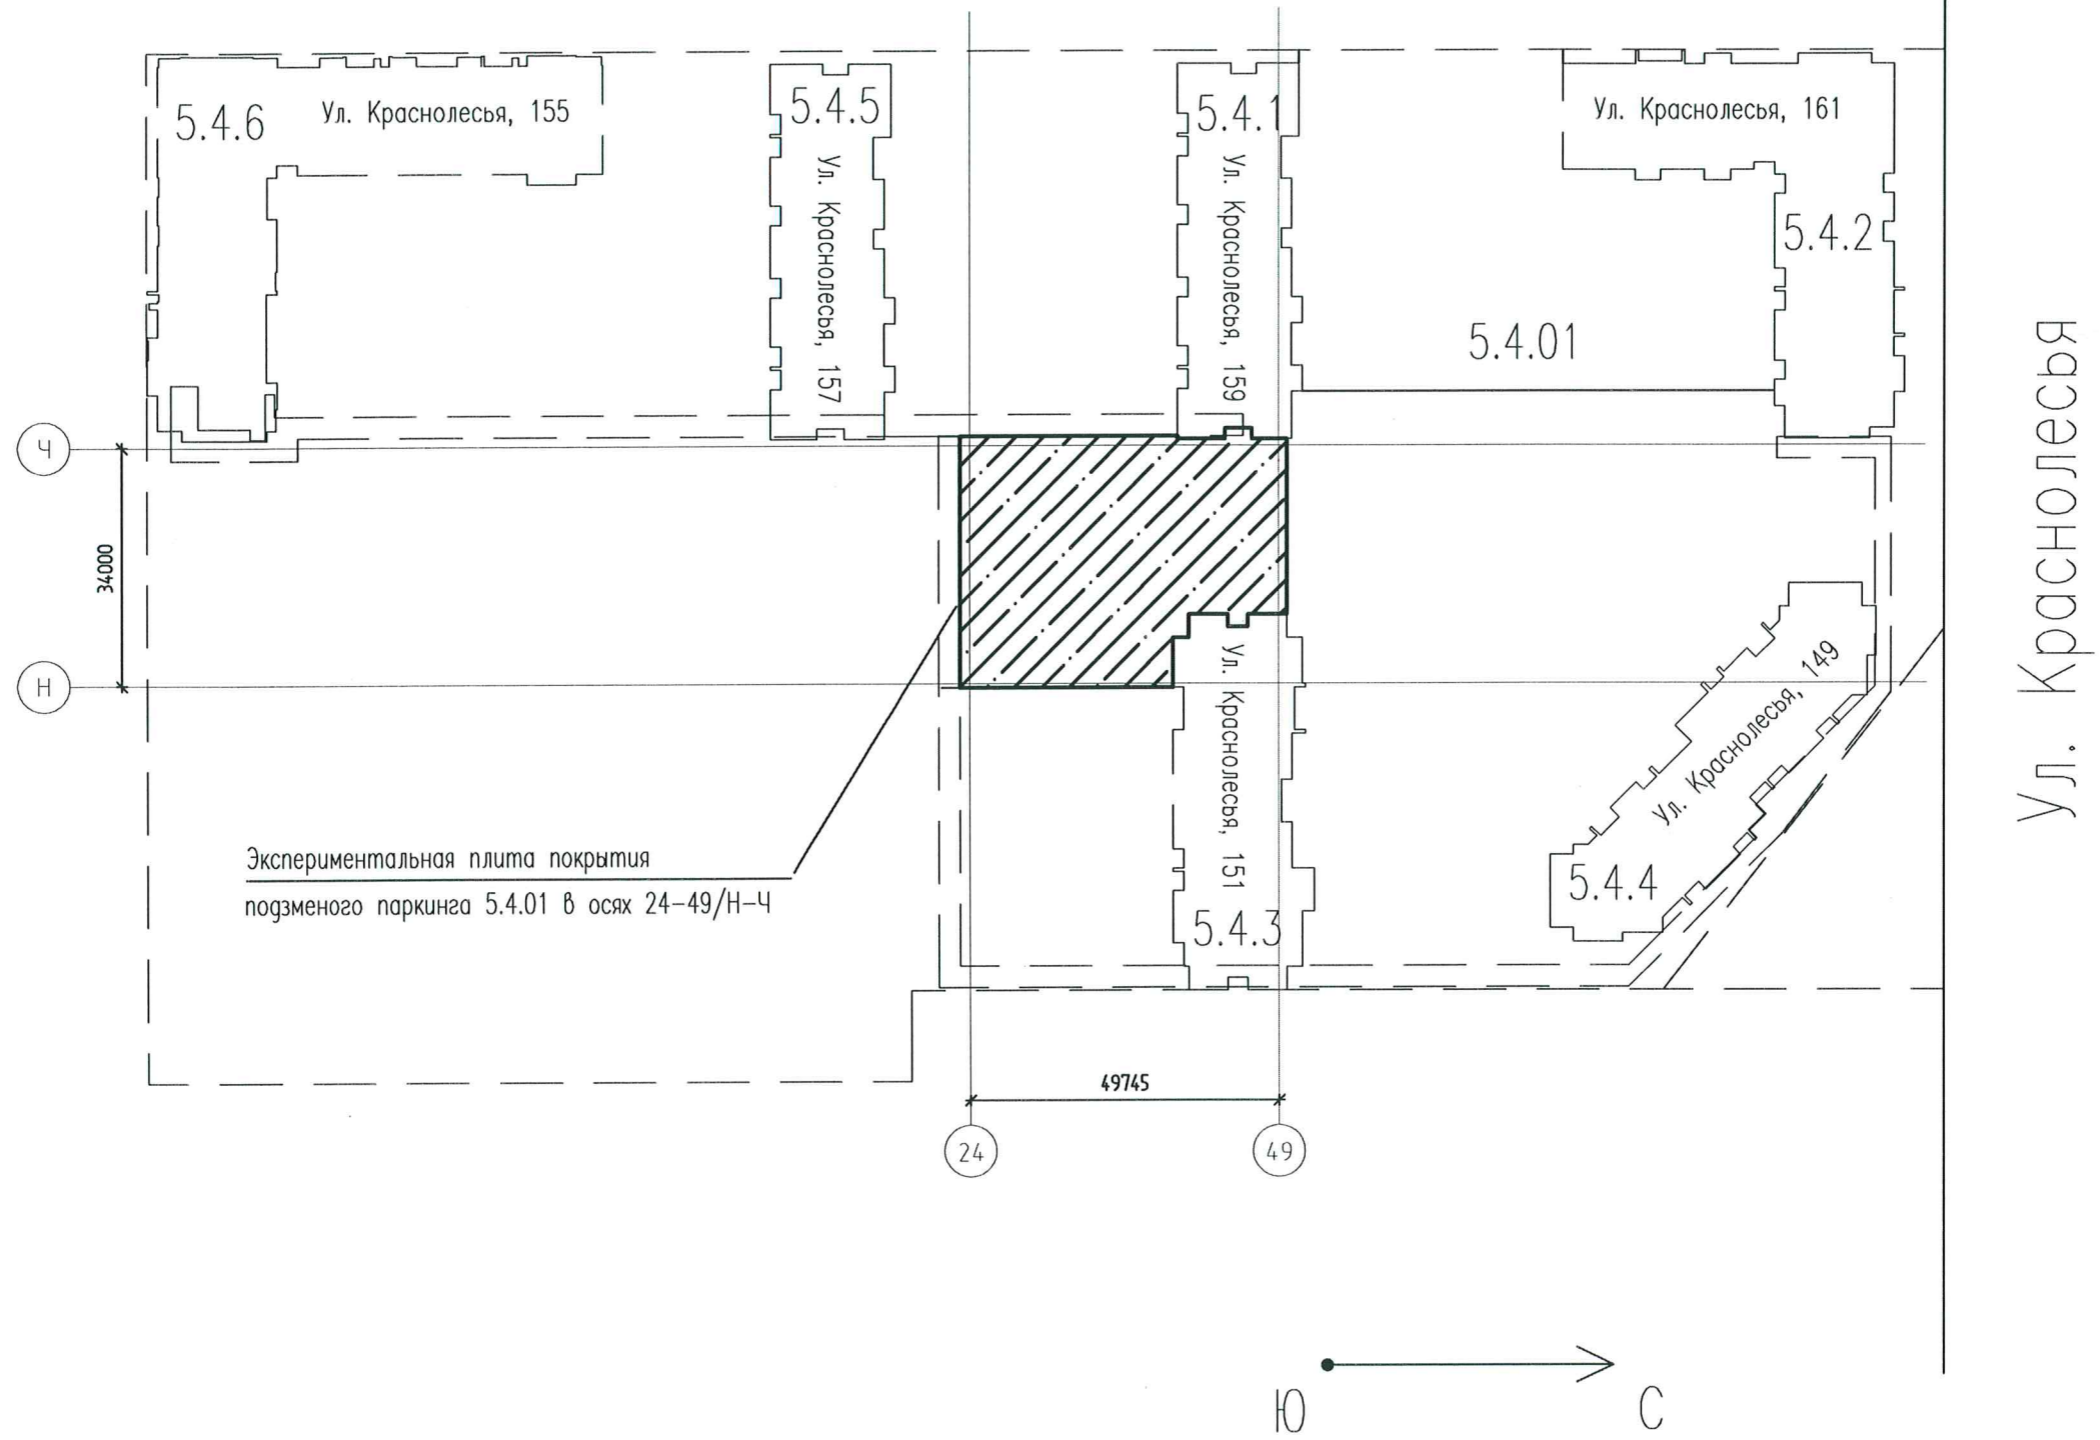 5.4.6
Ул. Краснолесья, 155
5.4.5
Ул. Краснолесья, 157
5.4.1
Ул. Краснолесья, 159
Ул. Краснолесья, 161
5.4.2
5.4.01
Ул. Краснолесья
Ч
34000
Н
Ул. Краснолесья, 151
5.4.3
Ул. Краснолесья, 149
5.4.4
Экспериментальная плита покрытия
подзменого паркинга 5.4.01 в осях 24-49/Н-Ч
49745
24
49
Ю
С